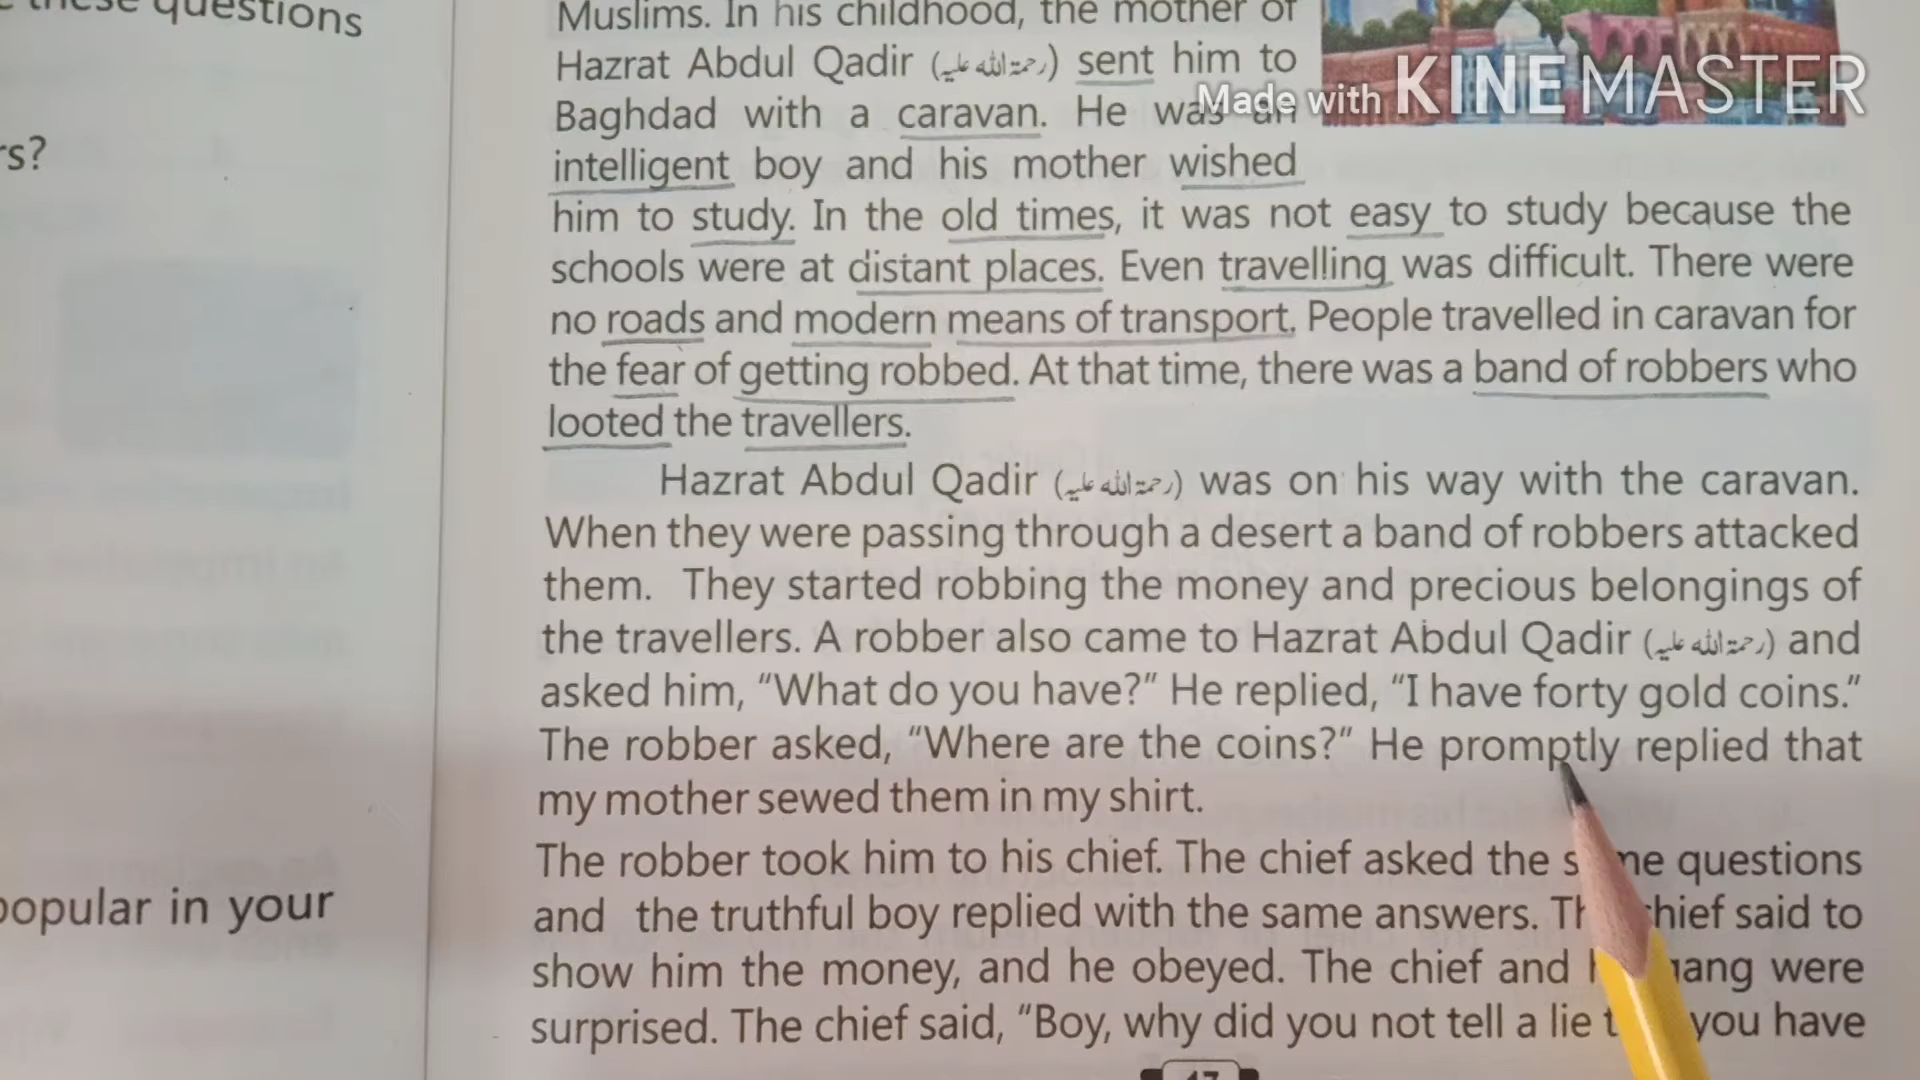 these questions
rs?
popular in your
Muslims. In his childhood, the mother of
Hazrat Abdul Qadir (رحمۃ اللہ علیہ) sent him to
Baghdad with a caravan. He was an
intelligent boy and his mother wished
him to study. In the old times, it was not easy to study because the
schools were at distant places. Even travelling was difficult. There were
no roads and modern means of transport. People travelled in caravan for
the fear of getting robbed. At that time, there was a band of robbers who
looted the travellers.
Hazrat Abdul Qadir (رحمۃ اللہ علیہ) was on his way with the caravan.
When they were passing through a desert a band of robbers attacked
them. They started robbing the money and precious belongings of
the travellers. A robber also came to Hazrat Abdul Qadir (رحمۃ اللہ علیہ) and
asked him, “What do you have?” He replied, “I have forty gold coins.”
The robber asked, “Where are the coins?” He promptly replied that
my mother sewed them in my shirt.
The robber took him to his chief. The chief asked the same questions
and the truthful boy replied with the same answers. The chief said to
show him the money, and he obeyed. The chief and gang were
surprised. The chief said, “Boy, why did you not tell a lie you have
47
Made with KINEMASTER